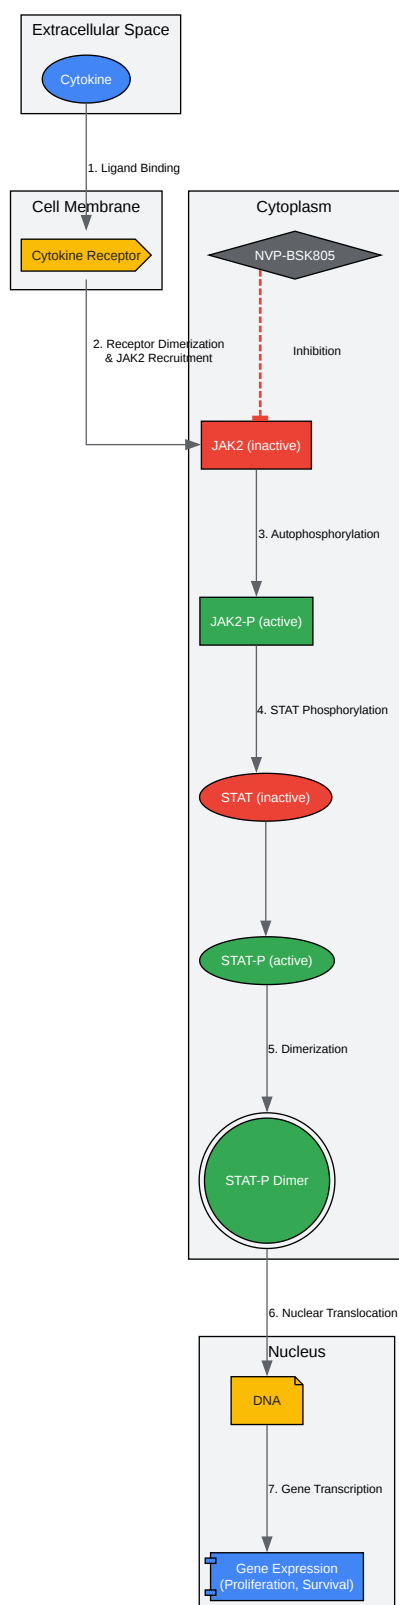 Extracellular Space
Cytokine
1. Ligand Binding
Cell Membrane
Cytokine Receptor
Cytoplasm
NVP-BSK805
2. Receptor Dimerization
& JAK2 Recruitment
Inhibition
JAK2 (inactive)
3. Autophosphorylation
JAK2-P (active)
4. STAT Phosphorylation
STAT (inactive)
STAT-P (active)
5. Dimerization
STAT-P Dimer
6. Nuclear Translocation
Nucleus
DNA
7. Gene Transcription
Gene Expression
(Proliferation, Survival)